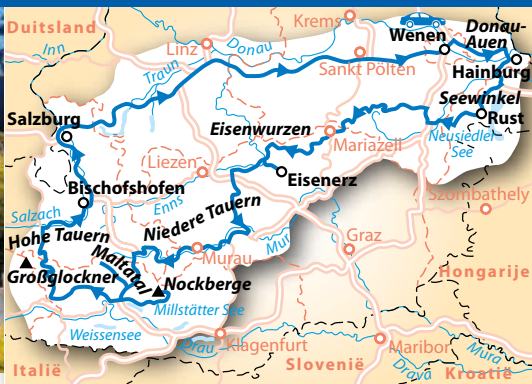 Duitsland
Krems
Donau-
Auen
Inn
Linz
Donau
Wenen
Traun
Sankt Pölten
Hainburg
Seewinkel
Salzburg
Rust
Eisenwurzen
Mariazell
Neusiedler
See
Liezen
Eisenerz
Bischofshofen
Enns
Szombathely
Salzach
Niedere Tauern
Hohe Tauern
Mur
Graz
Maltatal
Murau
Großglockner
Nockberge
Hongarije
Millstätter See
Weissensee
Klagenfurt
Drau
Maribor
Mura
Italië
Slovenië
Drava
Kroatië